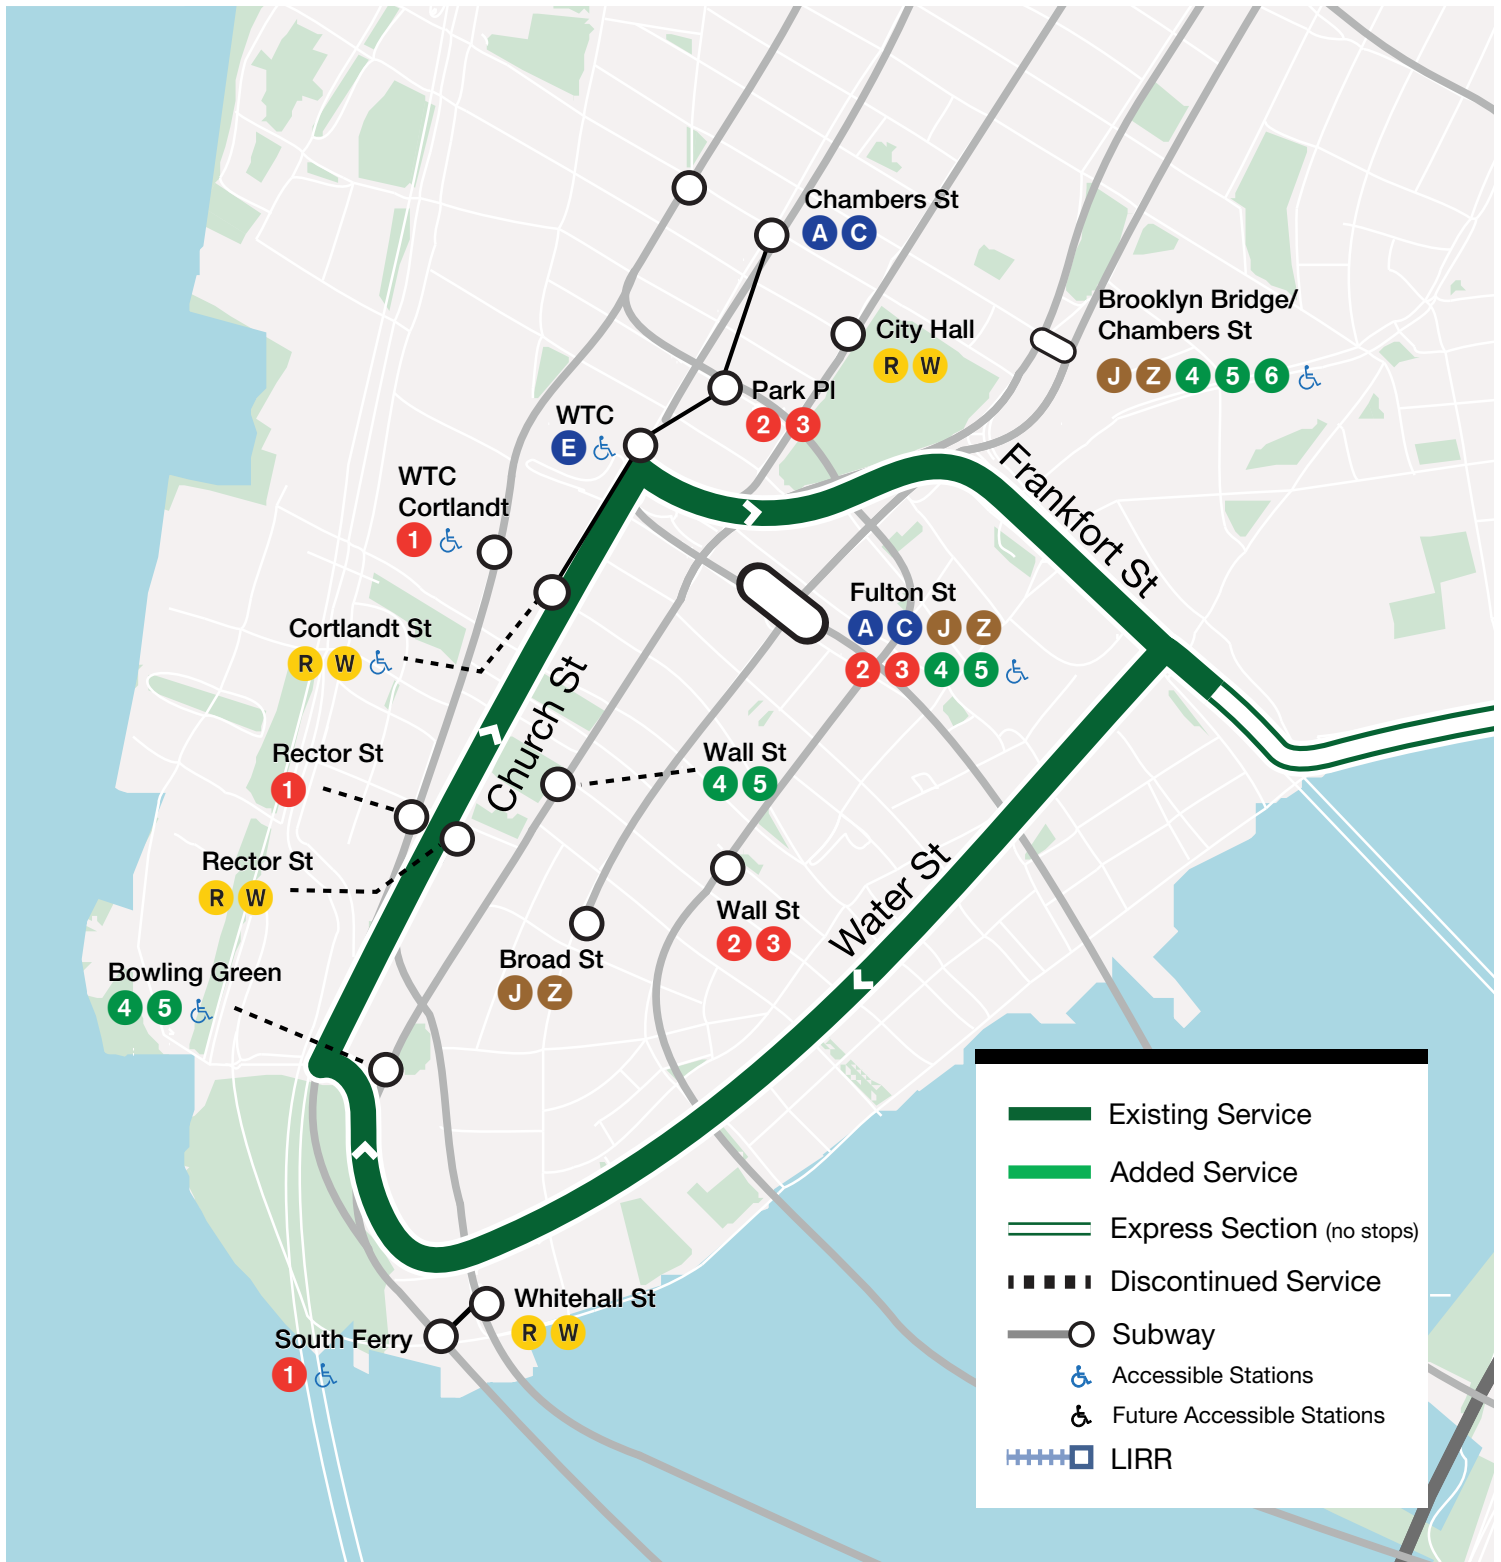 Chambers St
A C
City Hall
R W
Brooklyn Bridge/
Chambers St
J Z 4 5 6
Park Pl
2 3
WTC
E
WTC
Cortlandt
1
Frankfort St
Fulton St
A C J Z
2 3 4 5
Cortlandt St
R W
Church St
Rector St
1
Wall St
4 5
Rector St
R W
Water St
Wall St
2 3
Broad St
J Z
Bowling Green
4 5
Whitehall St
R W
South Ferry
1
Existing Service
Added Service
Express Section (no stops)
Discontinued Service
Subway
Accessible Stations
Future Accessible Stations
LIRR